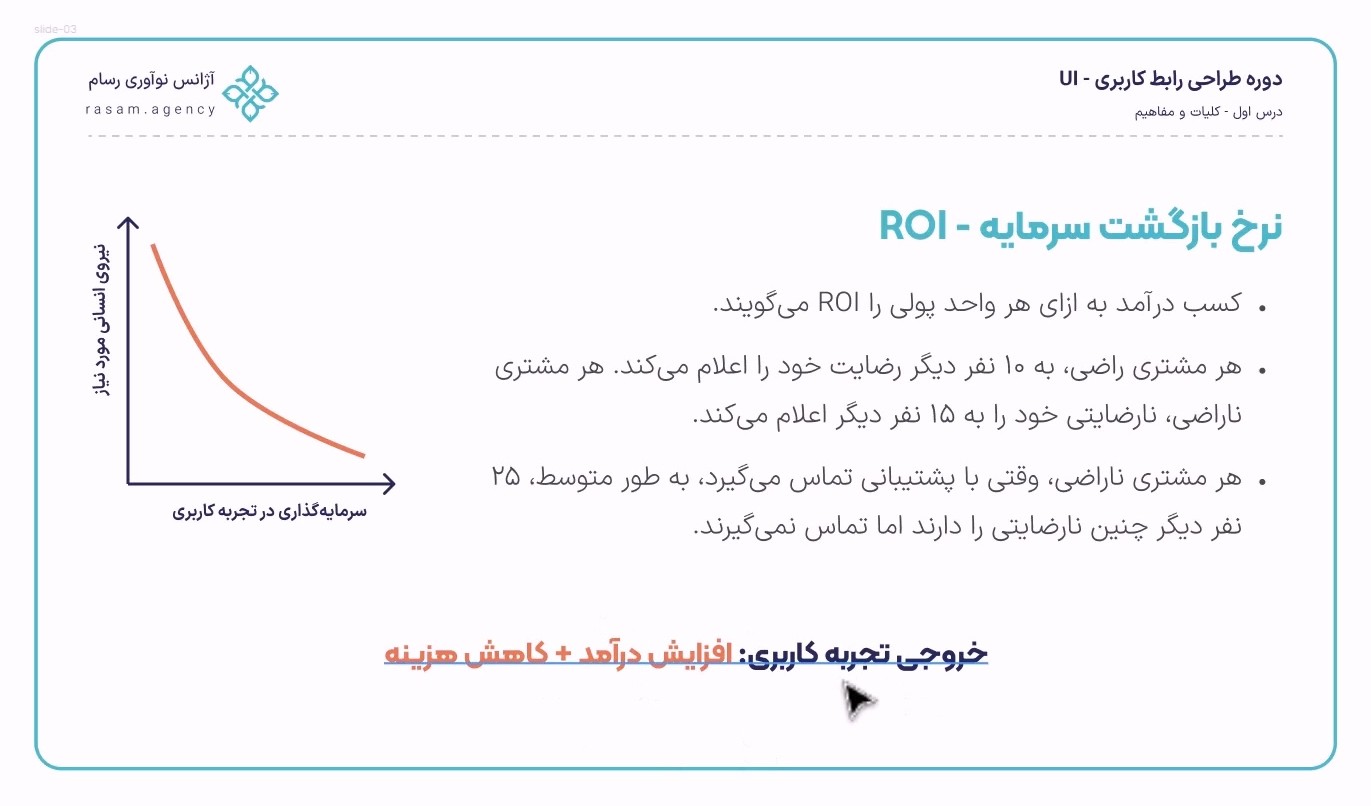 slide-03
دوره طراحی رابط کاربری - UI
درس اول - کلیات و مفاهیم
آژانس نوآوری رسام
rasam.agency
نرخ بازگشت سرمایه - ROI
• کسب درآمد به ازای هر واحد پولی را ROI می‌گویند.
• هر مشتری راضی، به ۱۰ نفر دیگر رضایت خود را اعلام می‌کند. هر مشتری
ناراضی، نارضایتی خود را به ۱۵ نفر دیگر اعلام می‌کند.
• هر مشتری ناراضی، وقتی با پشتیبانی تماس می‌گیرد، به طور متوسط، ۲۵
نفر دیگر چنین نارضایتی را دارند اما تماس نمی‌گیرند.
نیروی انسانی مورد نیاز
سرمایه‌گذاری در تجربه کاربری
خروجی تجربه کاربری: افزایش درآمد + کاهش هزینه